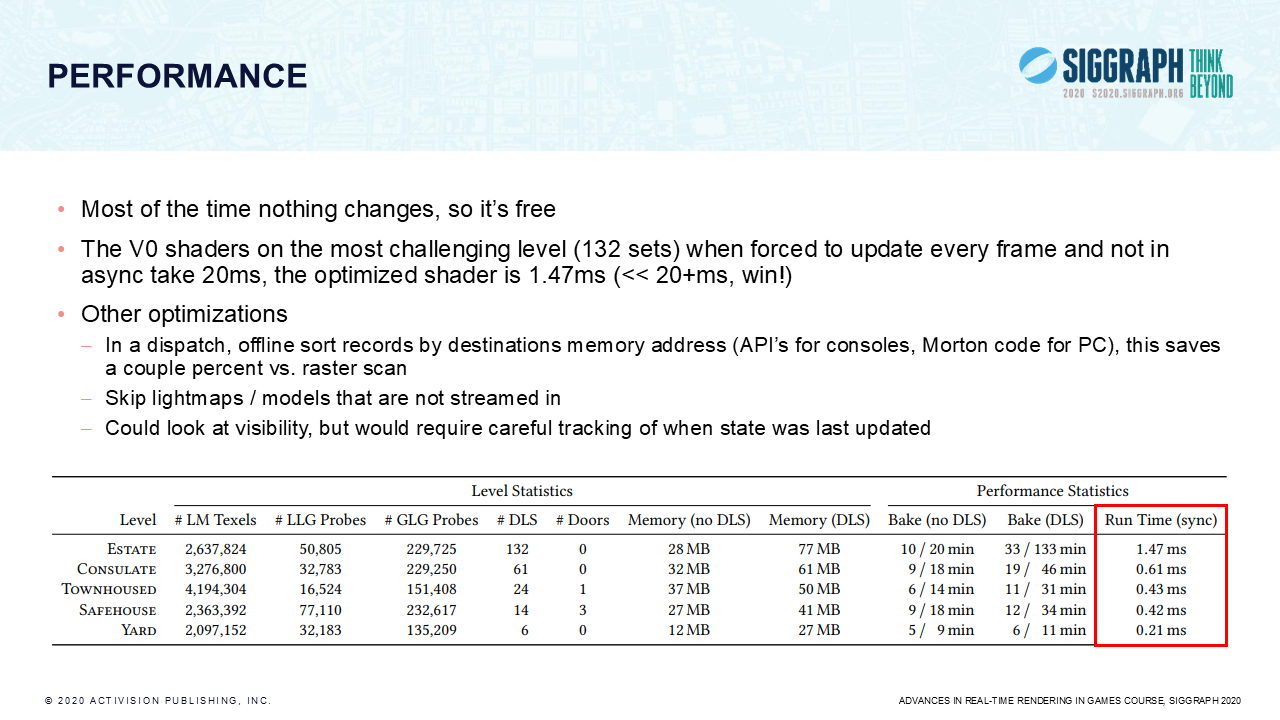 PERFORMANCE
SIGGRAPH THINK BEYOND
2020 S2020.SIGGRAPH.ORG
• Most of the time nothing changes, so it's free
• The V0 shaders on the most challenging level (132 sets) when forced to update every frame and not in
async take 20ms, the optimized shader is 1.47ms (<< 20+ms, win!)
• Other optimizations
– In a dispatch, offline sort records by destinations memory address (API's for consoles, Morton code for PC), this saves
a couple percent vs. raster scan
– Skip lightmaps / models that are not streamed in
– Could look at visibility, but would require careful tracking of when state was last updated
Level Statistics Performance Statistics
Level # LM Texels # LLG Probes # GLG Probes # DLS # Doors Memory (no DLS) Memory (DLS) Bake (no DLS) Bake (DLS) Run Time (sync)
ESTATE 2,637,824 50,805 229,725 132 0 28 MB 77 MB 10 / 20 min 33 / 133 min 1.47 ms
CONSULATE 3,276,800 32,783 229,250 61 0 32 MB 61 MB 9 / 18 min 19 / 46 min 0.61 ms
TOWNHOUSED 4,194,304 16,524 151,408 24 1 37 MB 50 MB 6 / 14 min 11 / 31 min 0.43 ms
SAFEHOUSE 2,363,392 77,110 232,617 14 3 27 MB 41 MB 9 / 18 min 12 / 34 min 0.42 ms
YARD 2,097,152 32,183 135,209 6 0 12 MB 27 MB 5 / 9 min 6 / 11 min 0.21 ms
© 2020 ACTIVISION PUBLISHING, INC.
ADVANCES IN REAL-TIME RENDERING IN GAMES COURSE, SIGGRAPH 2020